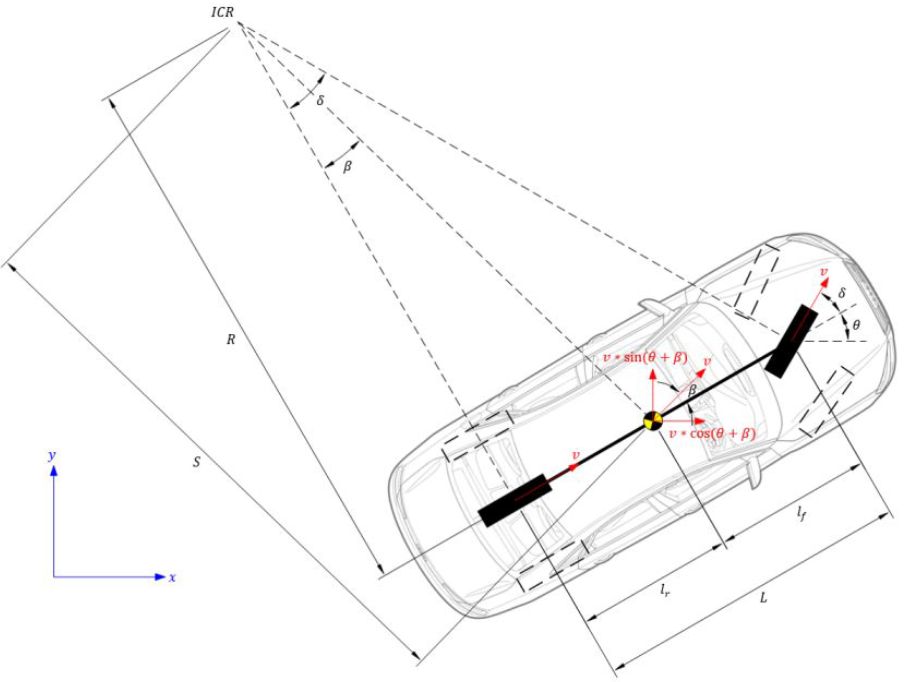 ICR
δ
β
R
S
v
δ
θ
v * sin(θ + β)
v
β
v * cos(θ + β)
v
y
x
l_f
l_r
L